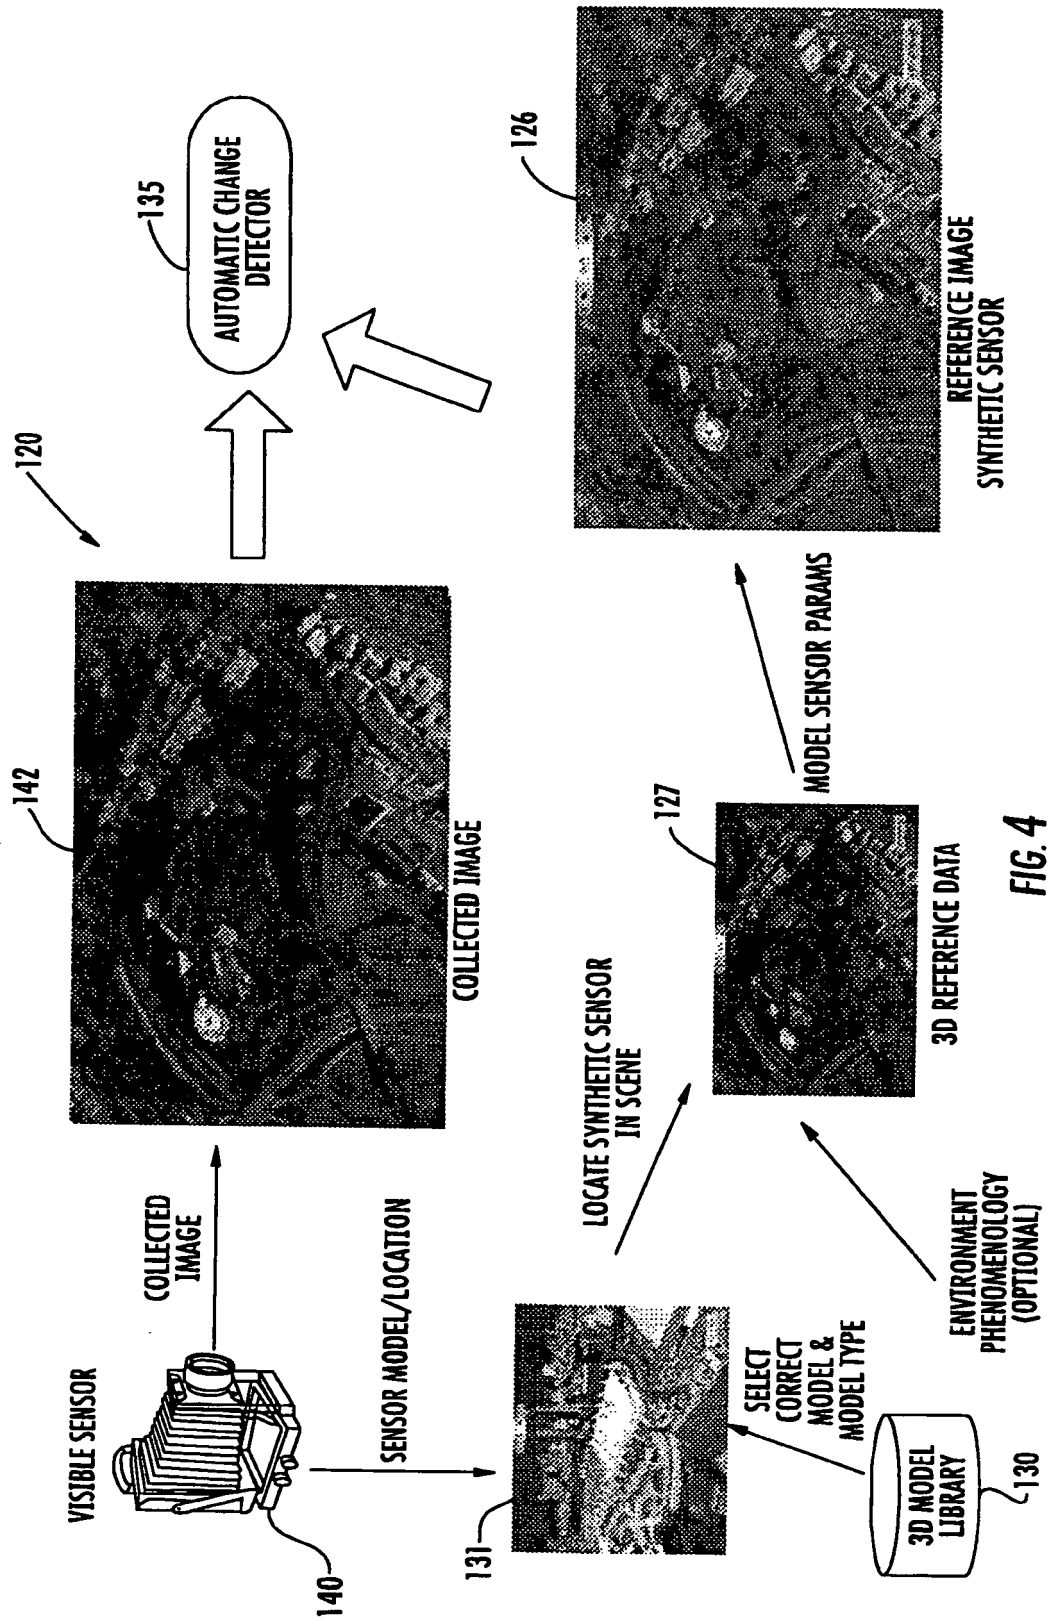 120
VISIBLE SENSOR
140
COLLECTED
IMAGE
142
COLLECTED IMAGE
135
AUTOMATIC CHANGE
DETECTOR
SENSOR MODEL/LOCATION
131
SELECT
CORRECT
MODEL &
MODEL TYPE
3D MODEL
LIBRARY
130
LOCATE SYNTHETIC SENSOR
IN SCENE
ENVIRONMENT
PHENOMENOLOGY
(OPTIONAL)
127
3D REFERENCE DATA
MODEL SENSOR PARAMS
126
REFERENCE IMAGE
SYNTHETIC SENSOR
FIG. 4